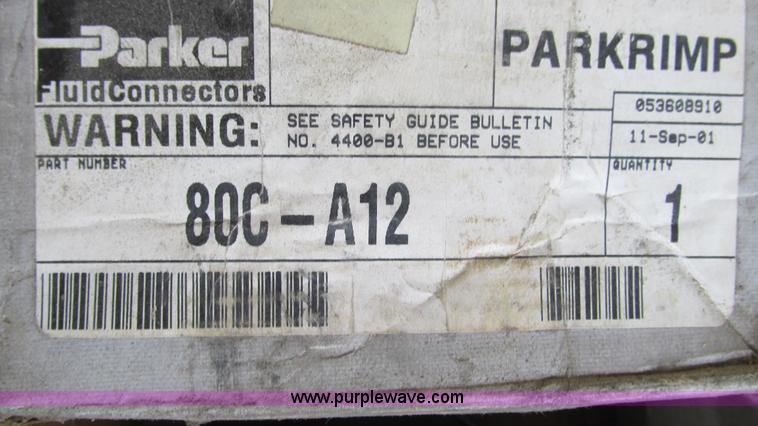 Parker
FluidConnectors
PARKRIMP
053608910
WARNING:
SEE SAFETY GUIDE BULLETIN
NO. 4400-B1 BEFORE USE
11-Sep-01
PART NUMBER
QUANTITY
80C-A12
1
www.purplewave.com